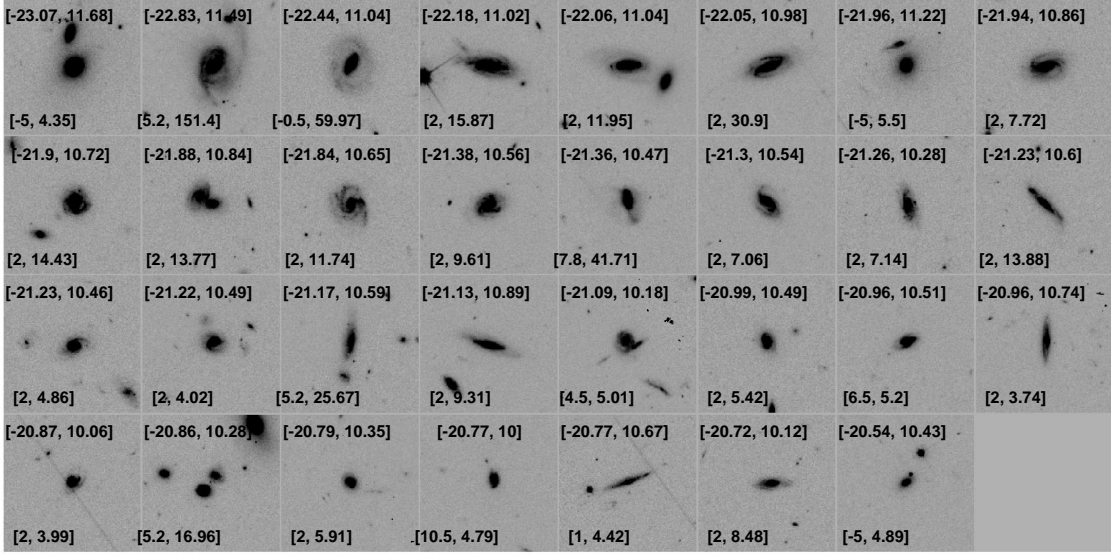 [-23.07, 11.68] [-22.83, 11.49] [-22.44, 11.04] [-22.18, 11.02] [-22.06, 11.04] [-22.05, 10.98] [-21.96, 11.22] [-21.94, 10.86]
[-5, 4.35] [5.2, 151.4] [-0.5, 59.97] [2, 15.87] [2, 11.95] [2, 30.9] [-5, 5.5] [2, 7.72]
[-21.9, 10.72] [-21.88, 10.84] [-21.84, 10.65] [-21.38, 10.56] [-21.36, 10.47] [-21.3, 10.54] [-21.26, 10.28] [-21.23, 10.6]
[2, 14.43] [2, 13.77] [2, 11.74] [2, 9.61] [7.8, 41.71] [2, 7.06] [2, 7.14] [2, 13.88]
[-21.23, 10.46] [-21.22, 10.49] [-21.17, 10.59] [-21.13, 10.89] [-21.09, 10.18] [-20.99, 10.49] [-20.96, 10.51] [-20.96, 10.74]
[2, 4.86] [2, 4.02] [5.2, 25.67] [2, 9.31] [4.5, 5.01] [2, 5.42] [6.5, 5.2] [2, 3.74]
[-20.87, 10.06] [-20.86, 10.28] [-20.79, 10.35] [-20.77, 10] [-20.77, 10.67] [-20.72, 10.12] [-20.54, 10.43]
[2, 3.99] [5.2, 16.96] [2, 5.91] [10.5, 4.79] [1, 4.42] [2, 8.48] [-5, 4.89]